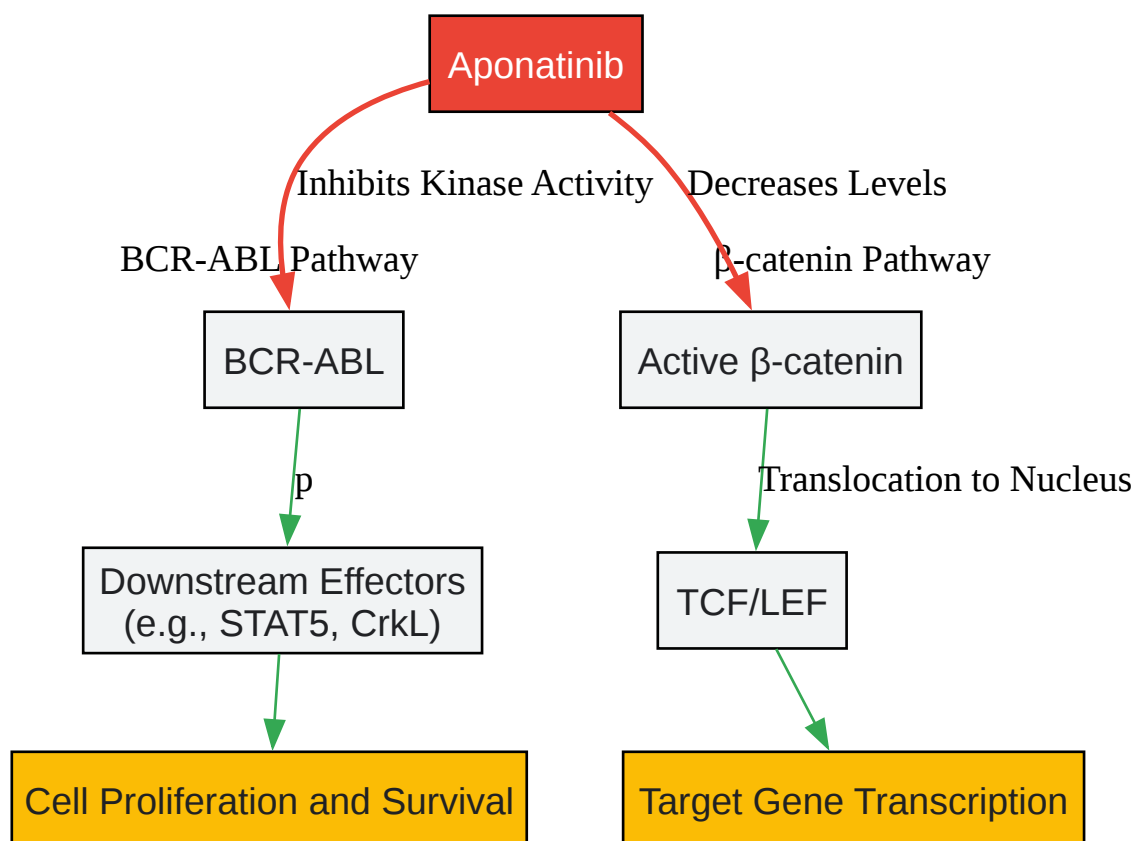 Aponatinib
Inhibits Kinase Activity
Decreases Levels
BCR-ABL Pathway
β-catenin Pathway
BCR-ABL
Active β-catenin
p
Translocation to Nucleus
Downstream Effectors
(e.g., STAT5, CrkL)
TCF/LEF
Cell Proliferation and Survival
Target Gene Transcription